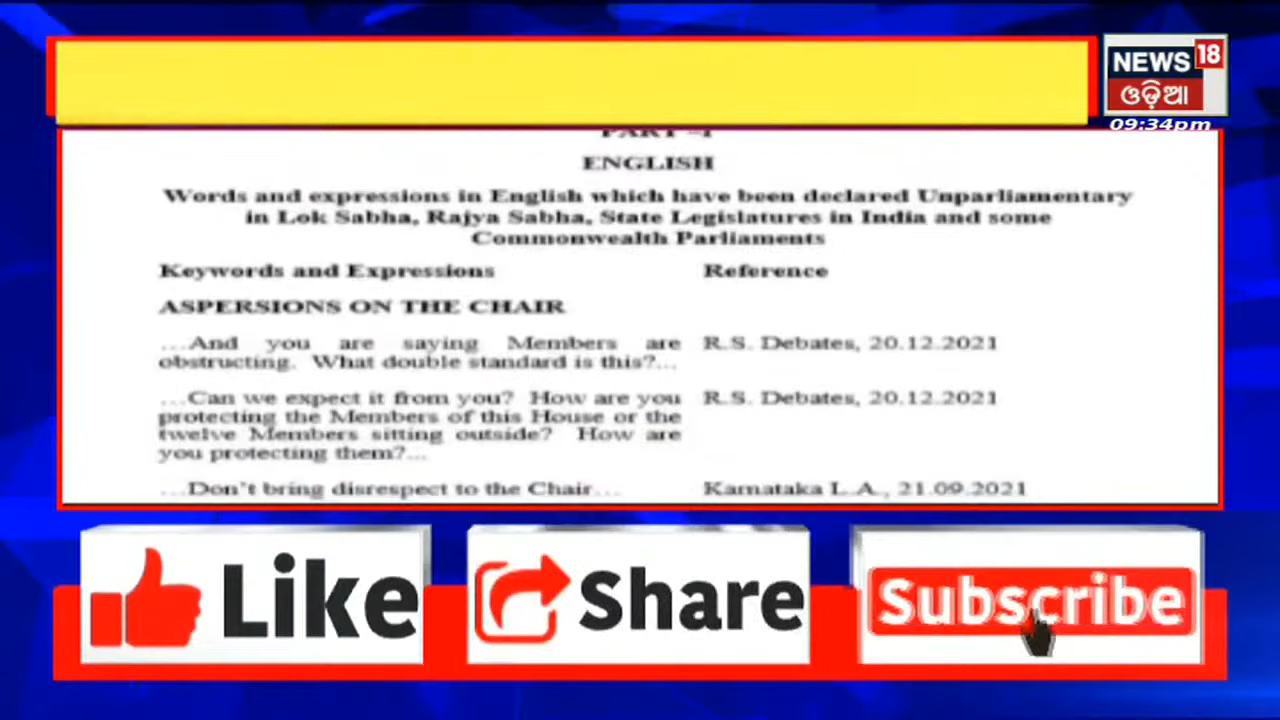 NEWS 18
ଓଡ଼ିଆ
09:34pm
PART -I
ENGLISH
Words and expressions in English which have been declared Unparliamentary
in Lok Sabha, Rajya Sabha, State Legislatures in India and some
Commonwealth Parliaments
Keywords and Expressions Reference
ASPERSIONS ON THE CHAIR
...And you are saying Members are R.S. Debates, 20.12.2021
obstructing. What double standard is this?...
...Can we expect it from you? How are you R.S. Debates, 20.12.2021
protecting the Members of this House or the
twelve Members sitting outside? How are
you protecting them?...
...Don't bring disrespect to the Chair... Karnataka L.A., 21.09.2021
Like Share Subscribe